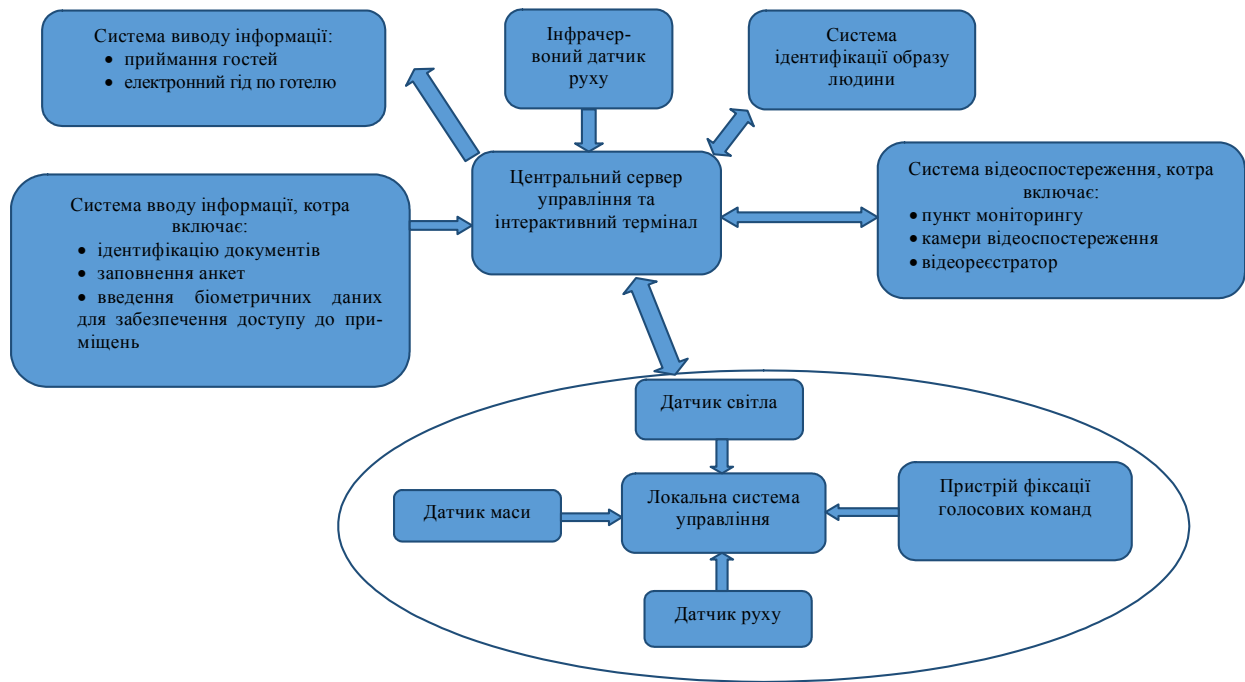 Система виводу інформації:
• приймання гостей
• електронний гід по готелю
Інфрачер-
воний датчик
руху
Система
ідентифікації образу
людини
Система вводу інформації, котра
включає:
• ідентифікацію документів
• заповнення анкет
• введення біометричних даних
для забезпечення доступу до при-
міщень
Центральний сервер
управління та
інтерактивний термінал
Система відеоспостереження, котра
включає:
• пункт моніторингу
• камери відеоспостереження
• відеореєстратор
Датчик світла
Датчик маси
Локальна система
управління
Пристрій фіксації
голосових команд
Датчик руху